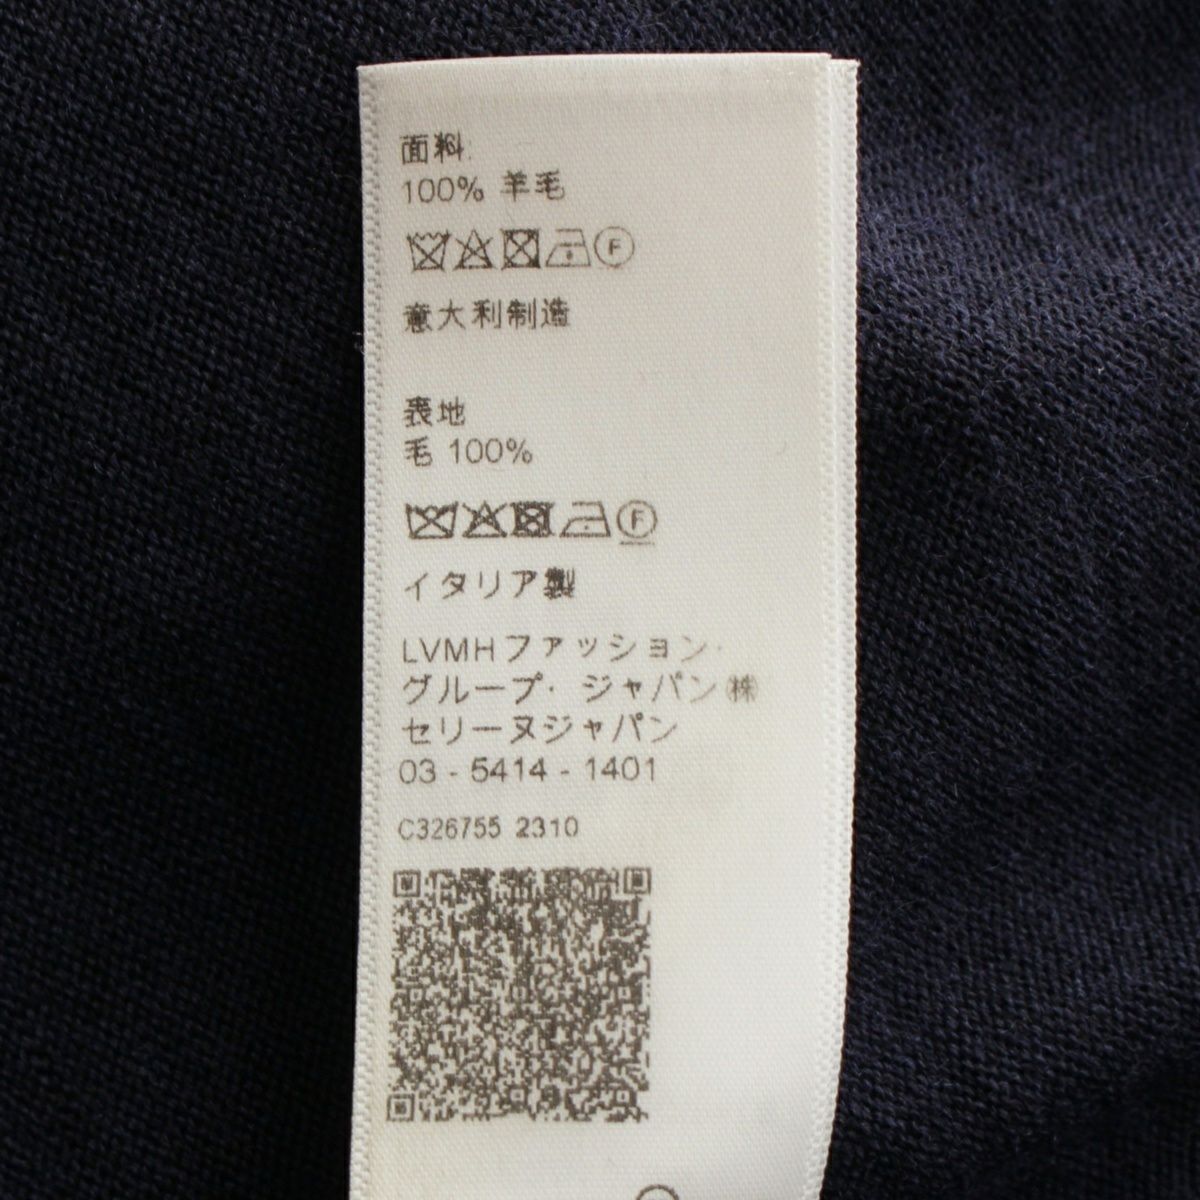 面料
100% 羊毛
F
意大利制造
表地
毛 100%
F
イタリア製
LVMHファッション・
グループ・ジャパン㈱
セリーヌジャパン
03 - 5414 - 1401
C326755 2310